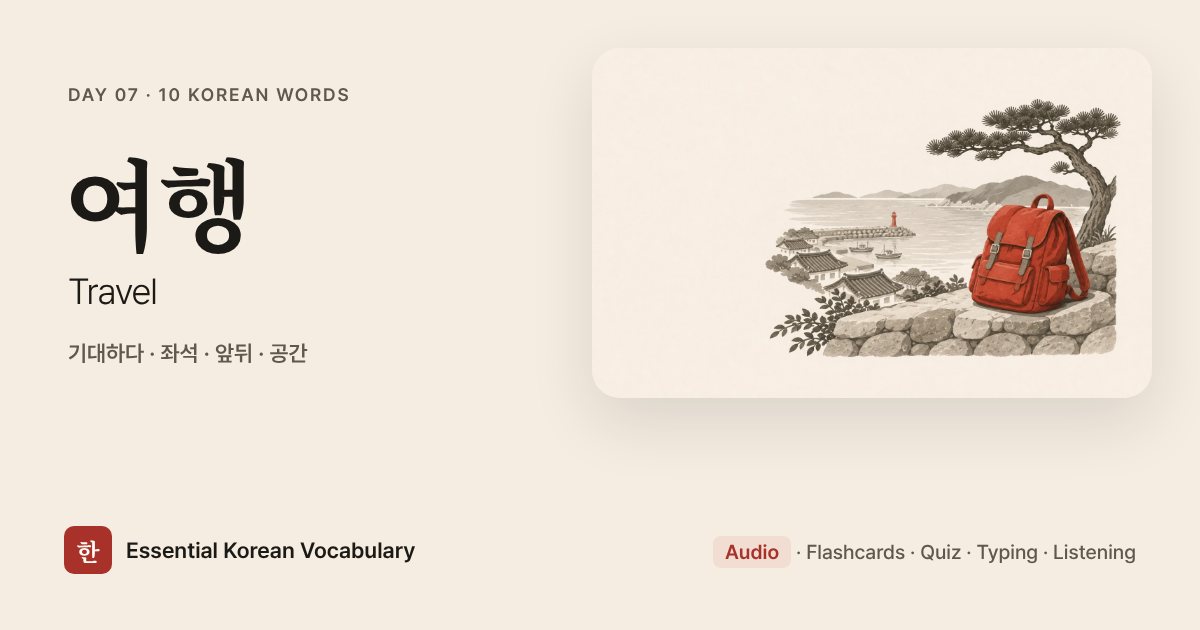 DAY 07 · 10 KOREAN WORDS
여행
Travel
기대하다 · 좌석 · 앞뒤 · 공간
한 Essential Korean Vocabulary
Audio · Flashcards · Quiz · Typing · Listening